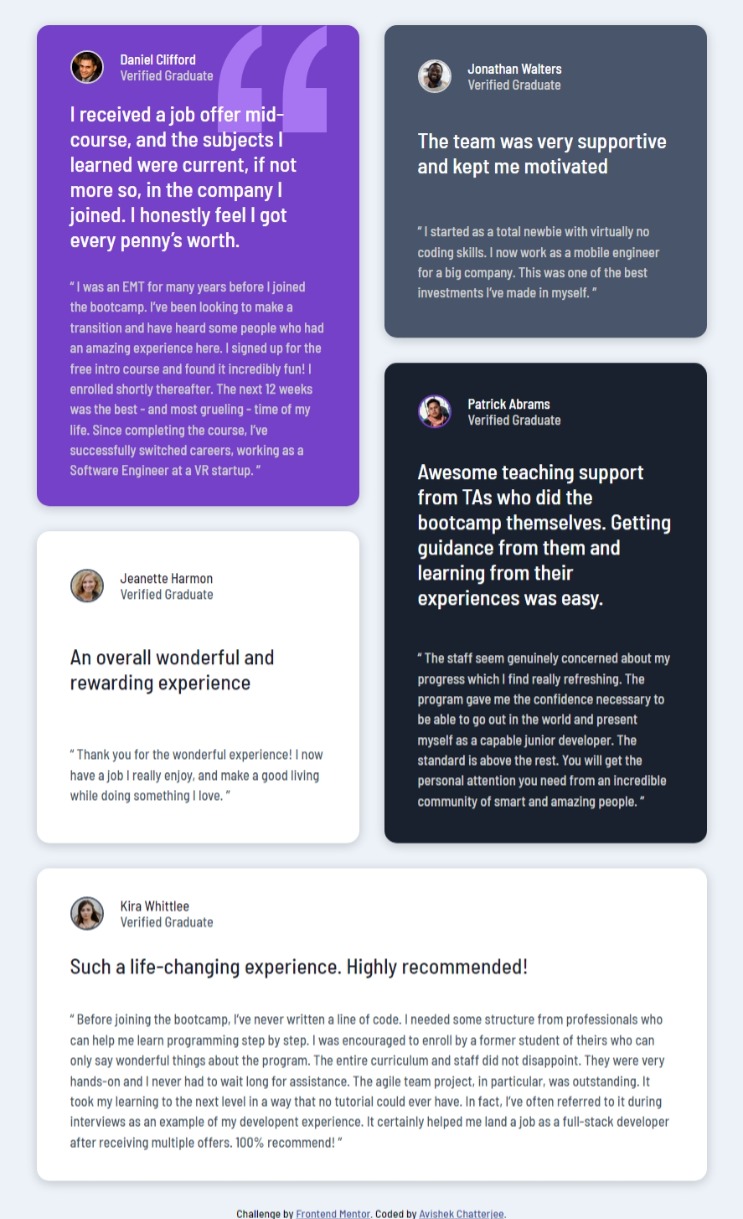 Daniel Clifford
Verified Graduate
I received a job offer mid-
course, and the subjects I
learned were current, if not
more so, in the company I
joined. I honestly feel I got
every penny’s worth.
“ I was an EMT for many years before I joined
the bootcamp. I’ve been looking to make a
transition and have heard some people who had
an amazing experience here. I signed up for the
free intro course and found it incredibly fun! I
enrolled shortly thereafter. The next 12 weeks
was the best - and most grueling - time of my
life. Since completing the course, I’ve
successfully switched careers, working as a
Software Engineer at a VR startup. ”
Jonathan Walters
Verified Graduate
The team was very supportive
and kept me motivated
“ I started as a total newbie with virtually no
coding skills. I now work as a mobile engineer
for a big company. This was one of the best
investments I’ve made in myself. ”
Jeanette Harmon
Verified Graduate
An overall wonderful and
rewarding experience
“ Thank you for the wonderful experience! I now
have a job I really enjoy, and make a good living
while doing something I love. ”
Patrick Abrams
Verified Graduate
Awesome teaching support
from TAs who did the
bootcamp themselves. Getting
guidance from them and
learning from their
experiences was easy.
“ The staff seem genuinely concerned about my
progress which I find really refreshing. The
program gave me the confidence necessary to
be able to go out in the world and present
myself as a capable junior developer. The
standard is above the rest. You will get the
personal attention you need from an incredible
community of smart and amazing people. ”
Kira Whittlee
Verified Graduate
Such a life-changing experience. Highly recommended!
“ Before joining the bootcamp, I’ve never written a line of code. I needed some structure from professionals who
can help me learn programming step by step. I was encouraged to enroll by a former student of theirs who can
only say wonderful things about the program. The entire curriculum and staff did not disappoint. They were very
hands-on and I never had to wait long for assistance. The agile team project, in particular, was outstanding. It
took my learning to the next level in a way that no tutorial could ever have. In fact, I’ve often referred to it during
interviews as an example of my developent experience. It certainly helped me land a job as a full-stack developer
after receiving multiple offers. 100% recommend! ”
Challenge by Frontend Mentor. Coded by Avishek Chatterjee.